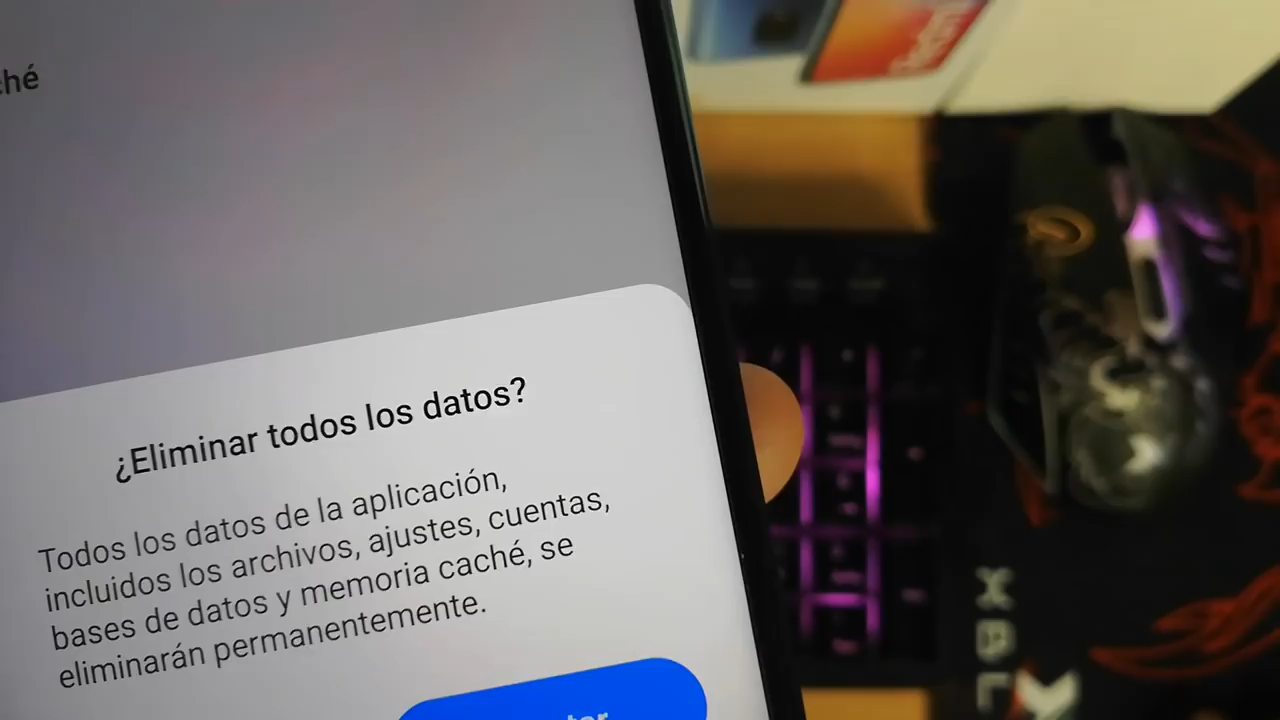 ché
¿Eliminar todos los datos?
Todos los datos de la aplicación,
incluidos los archivos, ajustes, cuentas,
bases de datos y memoria caché, se
eliminarán permanentemente.